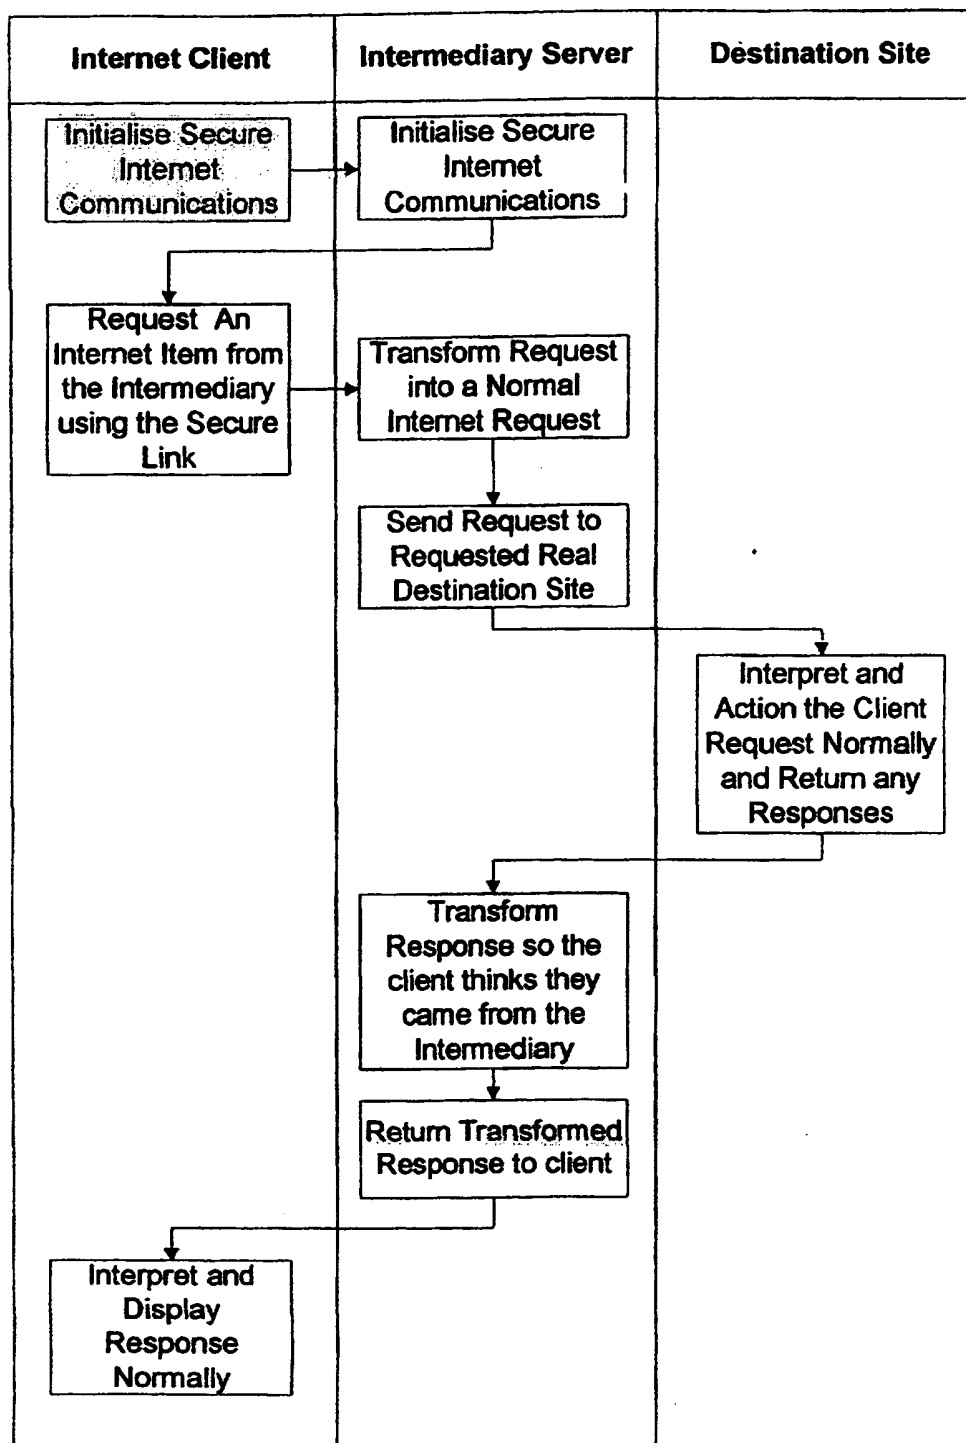 Internet Client
Intermediary Server
Destination Site
Initialise Secure
Internet
Communications
Initialise Secure
Internet
Communications
Request An
Internet Item from
the Intermediary
using the Secure
Link
Transform Request
into a Normal
Internet Request
Send Request to
Requested Real
Destination Site
Interpret and
Action the Client
Request Normally
and Return any
Responses
Transform
Response so the
client thinks they
came from the
Intermediary
Return Transformed
Response to client
Interpret and
Display
Response
Normally